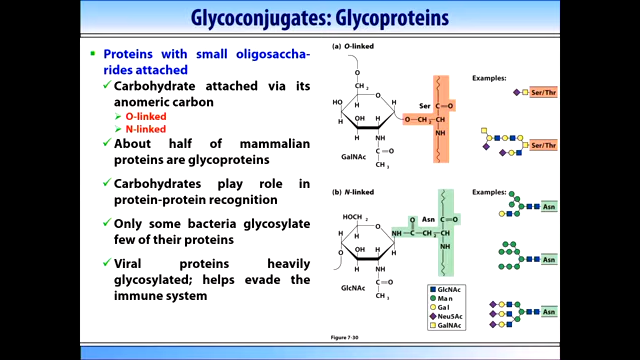 Glycoconjugates: Glycoproteins
▪ Proteins with small oligosaccha-
rides attached
✓ Carbohydrate attached via its
anomeric carbon
➢ O-linked
➢ N-linked
✓ About half of mammalian
proteins are glycoproteins
✓ Carbohydrates play role in
protein-protein recognition
✓ Only some bacteria glycosylate
few of their proteins
✓ Viral proteins heavily
glycosylated; helps evade the
immune system
(a) O-linked
O
CH2
HO
O
H
H
OH
H
H
H
NH
C=O
CH3
GalNAc
Ser
C=O
O—CH2—CH
NH
Examples:
Ser/Thr
Ser/Thr
(b) N-linked
HOCH2
O
H
H
OH
H
H
O
H
NH
C=O
CH3
GlcNAc
O
Asn
C=O
NH—C—CH2—CH
NH
Examples:
Asn
Asn
Asn
GlcNAc
Man
Gal
Neu5Ac
GalNAc
Figure 7-30